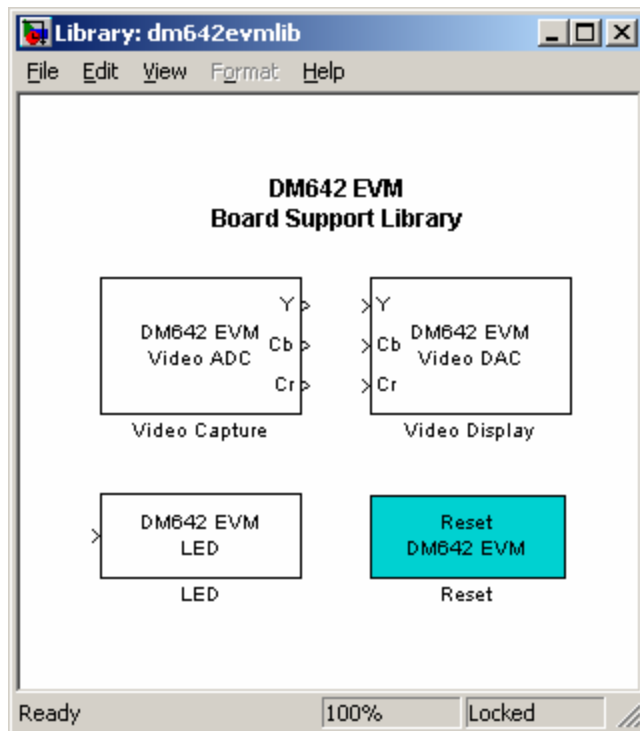 Library: dm642evmlib
File Edit View Format Help
DM642 EVM
Board Support Library
Y
Cb
Cr
DM642 EVM
Video ADC
Video Capture
Y
Cb
Cr
DM642 EVM
Video DAC
Video Display
DM642 EVM
LED
LED
Reset
DM642 EVM
Reset
Ready 100% Locked